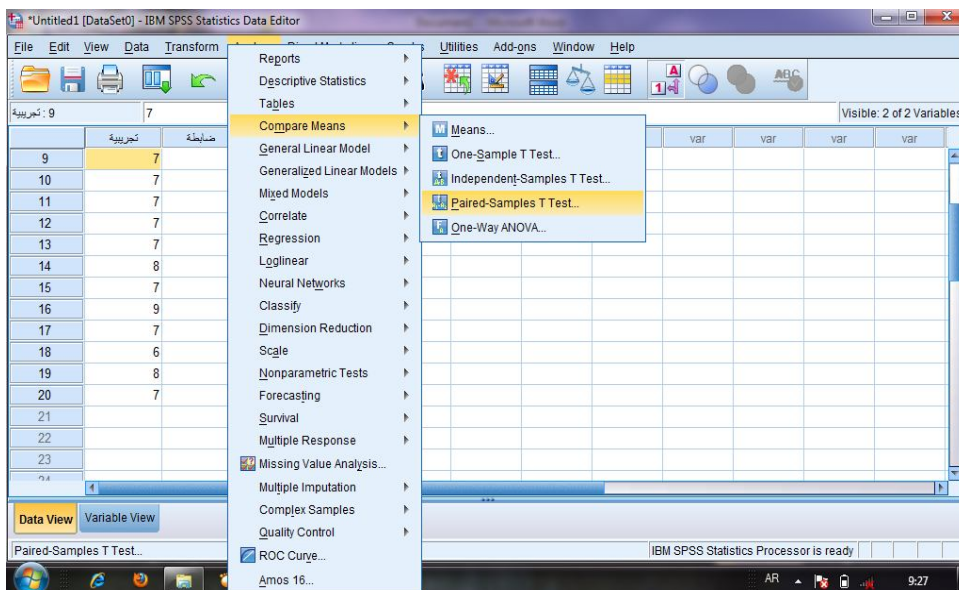 *Untitled1 [DataSet0] - IBM SPSS Statistics Data Editor
File Edit View Data Transform Utilities Add-ons Window Help
9 : تجريبية 7 Visible: 2 of 2 Variables
تجريبية ضابطة var var var var
9 7
10 7
11 7
12 7
13 7
14 8
15 7
16 9
17 7
18 6
19 8
20 7
21
22
23
24
Reports
Descriptive Statistics
Tables
Compare Means
General Linear Model
Generalized Linear Models
Mixed Models
Correlate
Regression
Loglinear
Neural Networks
Classify
Dimension Reduction
Scale
Nonparametric Tests
Forecasting
Survival
Multiple Response
Missing Value Analysis...
Multiple Imputation
Complex Samples
Quality Control
ROC Curve...
Amos 16...
Means...
One-Sample T Test...
Independent-Samples T Test...
Paired-Samples T Test...
One-Way ANOVA...
Data View Variable View
Paired-Samples T Test... IBM SPSS Statistics Processor is ready
AR 9:27